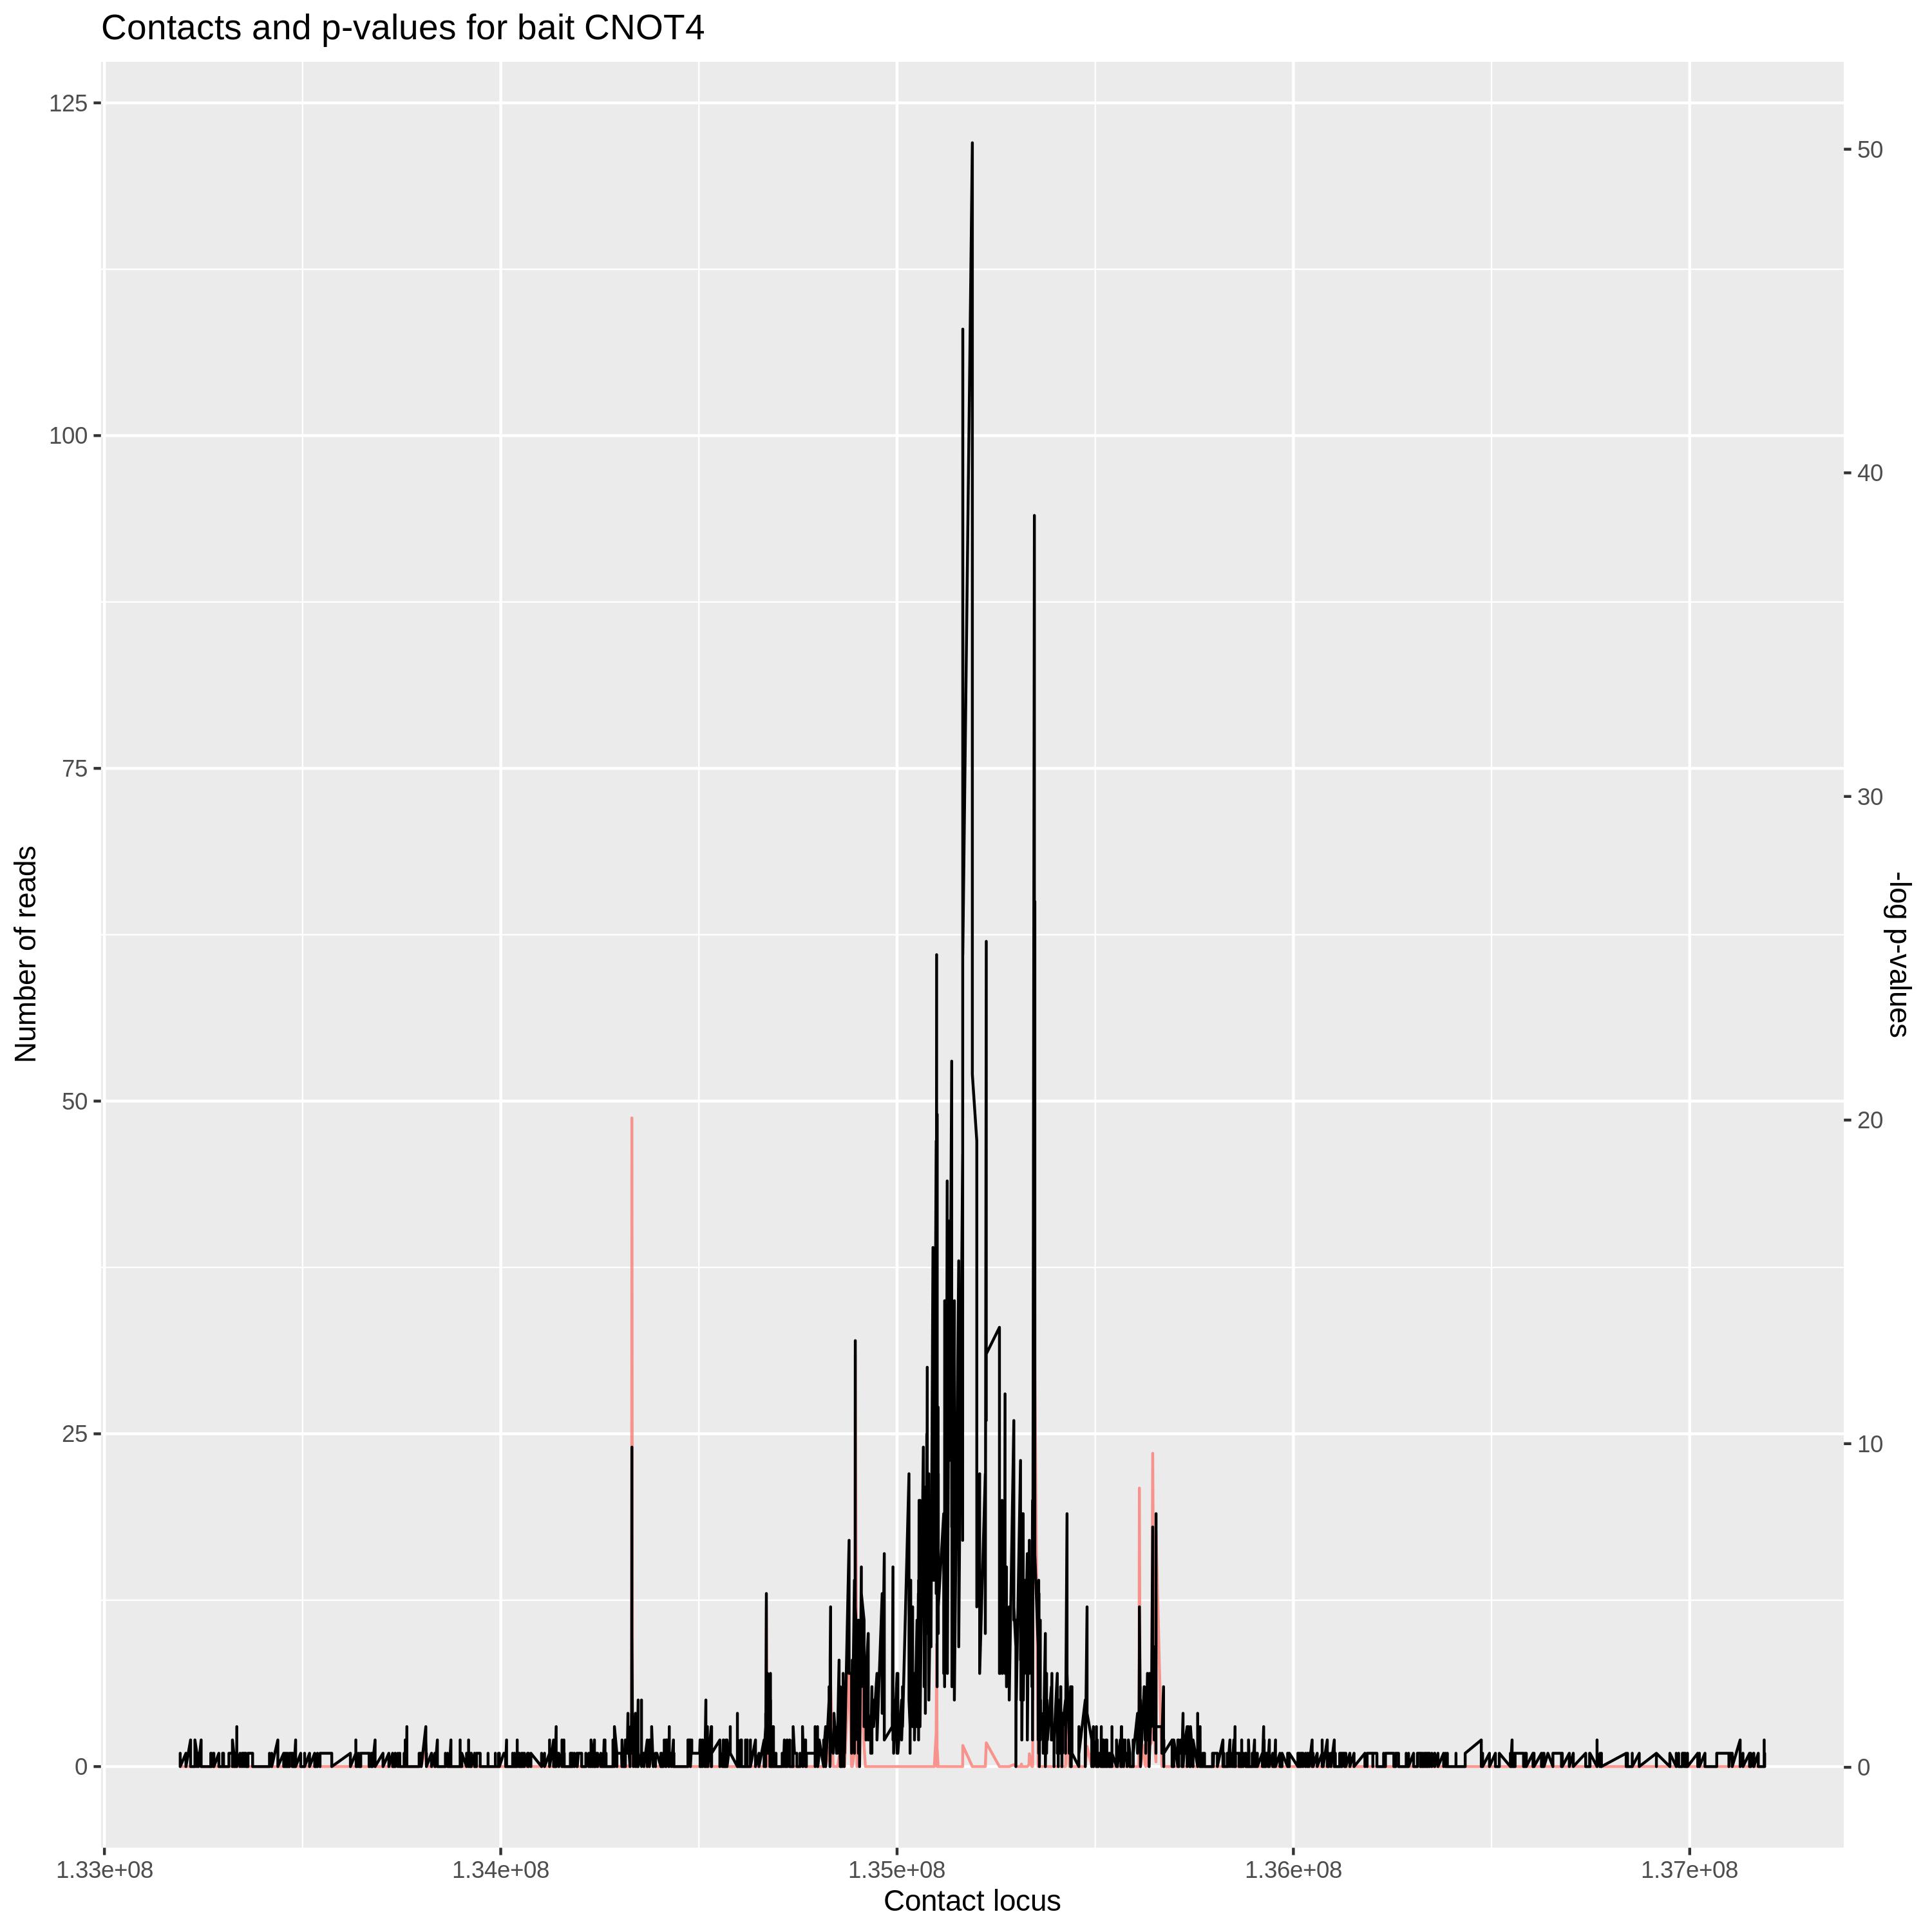 Contacts and p-values for bait CNOT4
125
100
75
50
25
0
Number of reads
50
40
30
20
10
0
-log p-values
1.33e+08 1.34e+08 1.35e+08 1.36e+08 1.37e+08
Contact locus